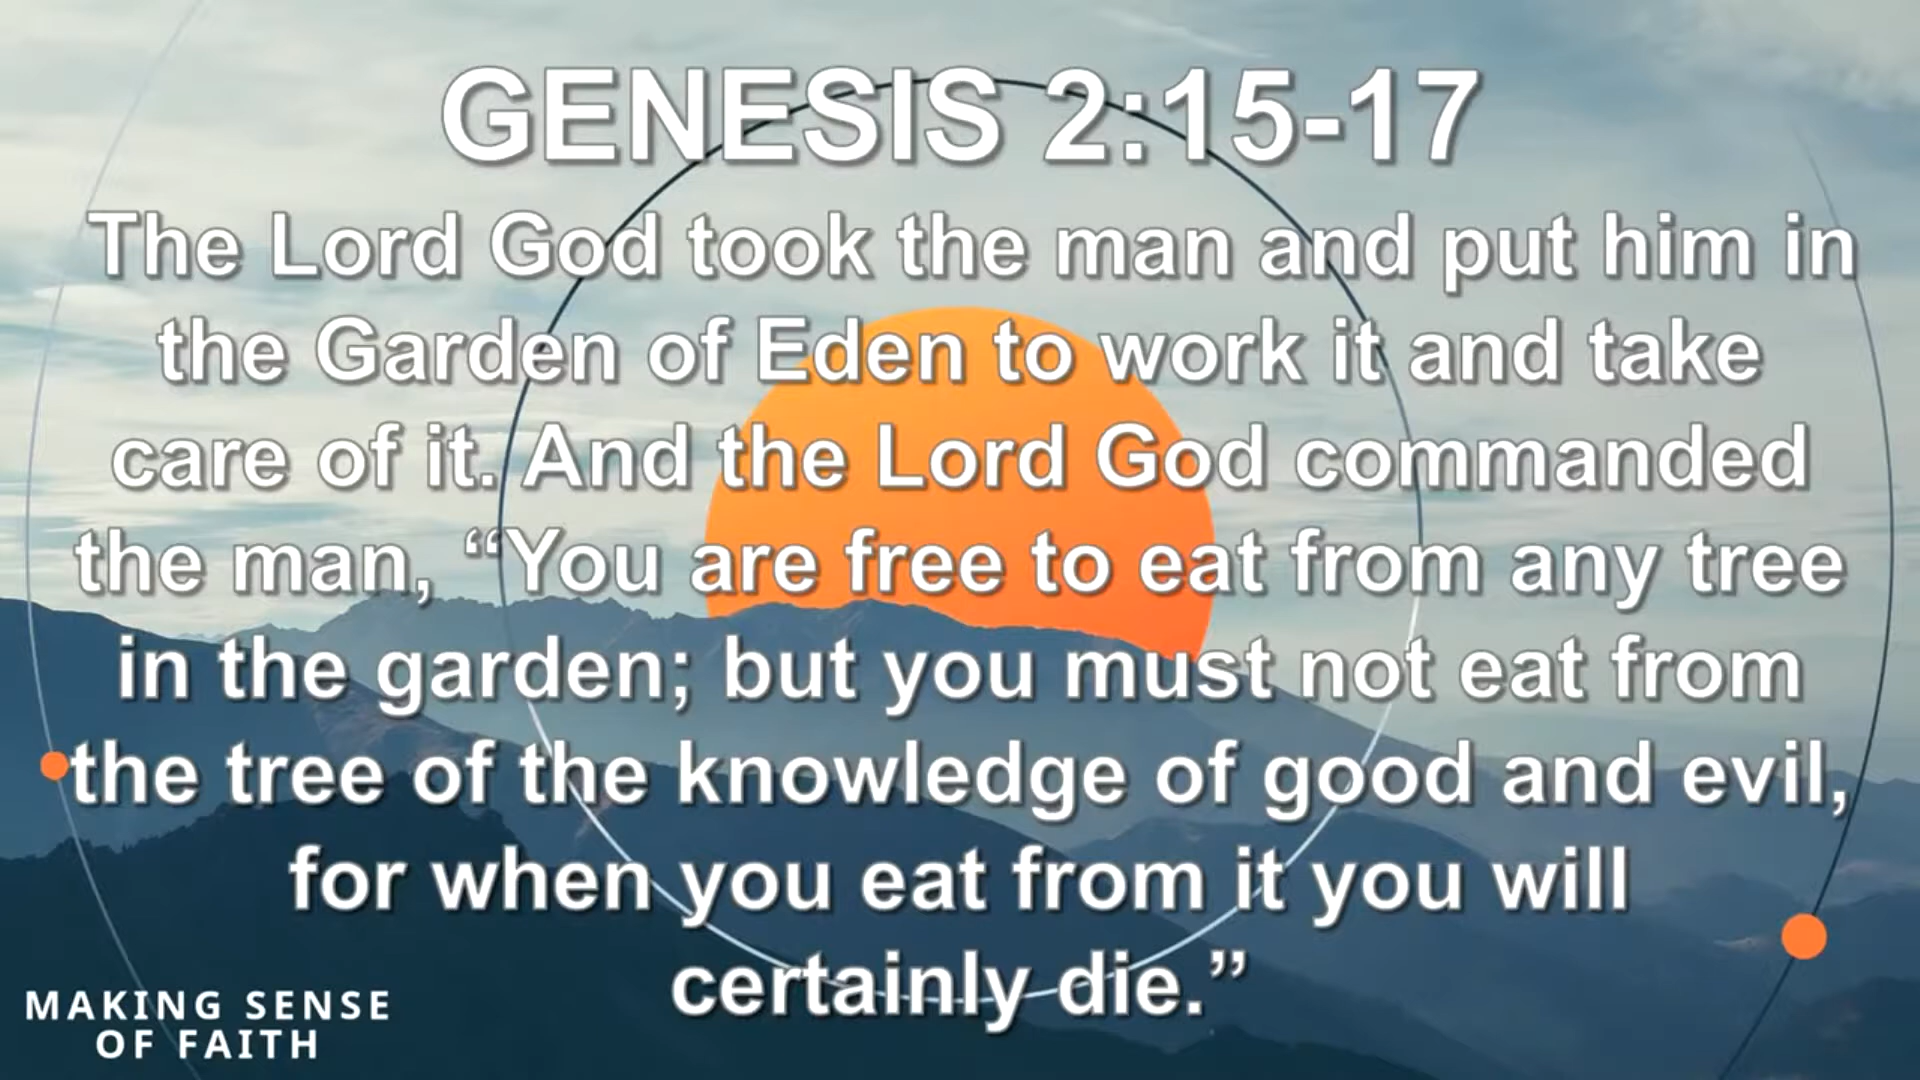 GENESIS 2:15-17
The Lord God took the man and put him in
the Garden of Eden to work it and take
care of it. And the Lord God commanded
the man, “You are free to eat from any tree
in the garden; but you must not eat from
the tree of the knowledge of good and evil,
for when you eat from it you will
certainly die.”
MAKING SENSE
OF FAITH